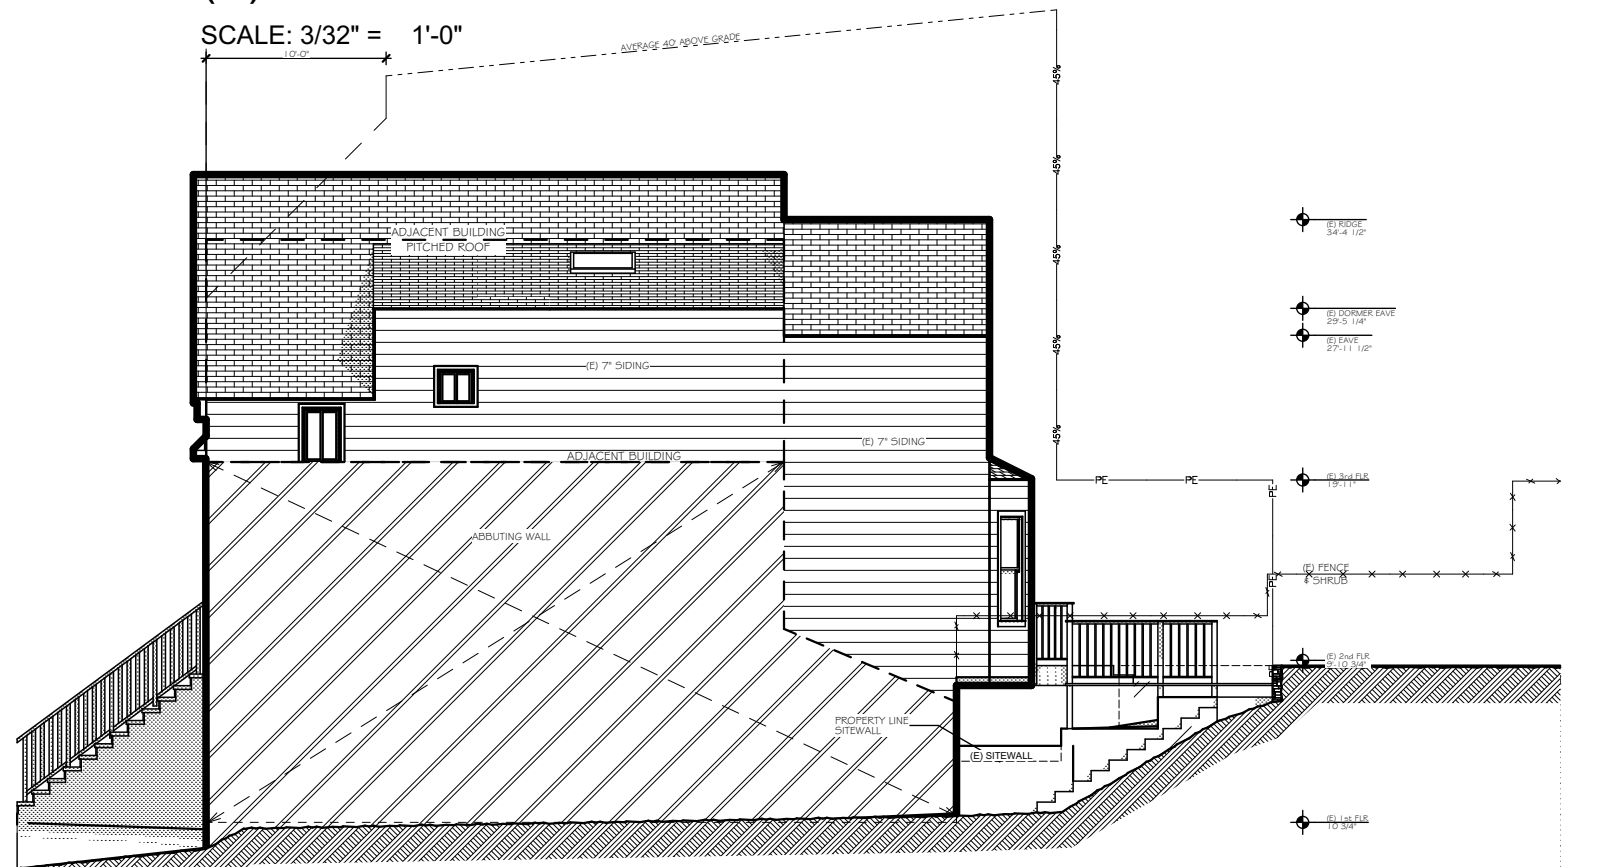 SCALE: 3/32" = 1'-0"
10'-0"
AVERAGE 40' ABOVE GRADE
45%
45%
45%
45%
45%
ADJACENT BUILDING
PITCHED ROOF
(E) RIDGE
34'-4 1/2"
(E) DORMER EAVE
29'-5 1/4"
(E) EAVE
27'-11 1/2"
(E) 7" SIDING
(E) 7" SIDING
ADJACENT BUILDING
PE
PE
PE
(E) 3rd FLR
19'-11"
ABBUTING WALL
(E) FENCE
& SHRUB
PE
(E) 2nd FLR
9'-10 3/4"
PROPERTY LINE
SITEWALL
(E) SITEWALL
(E) 1st FLR
10 3/4"